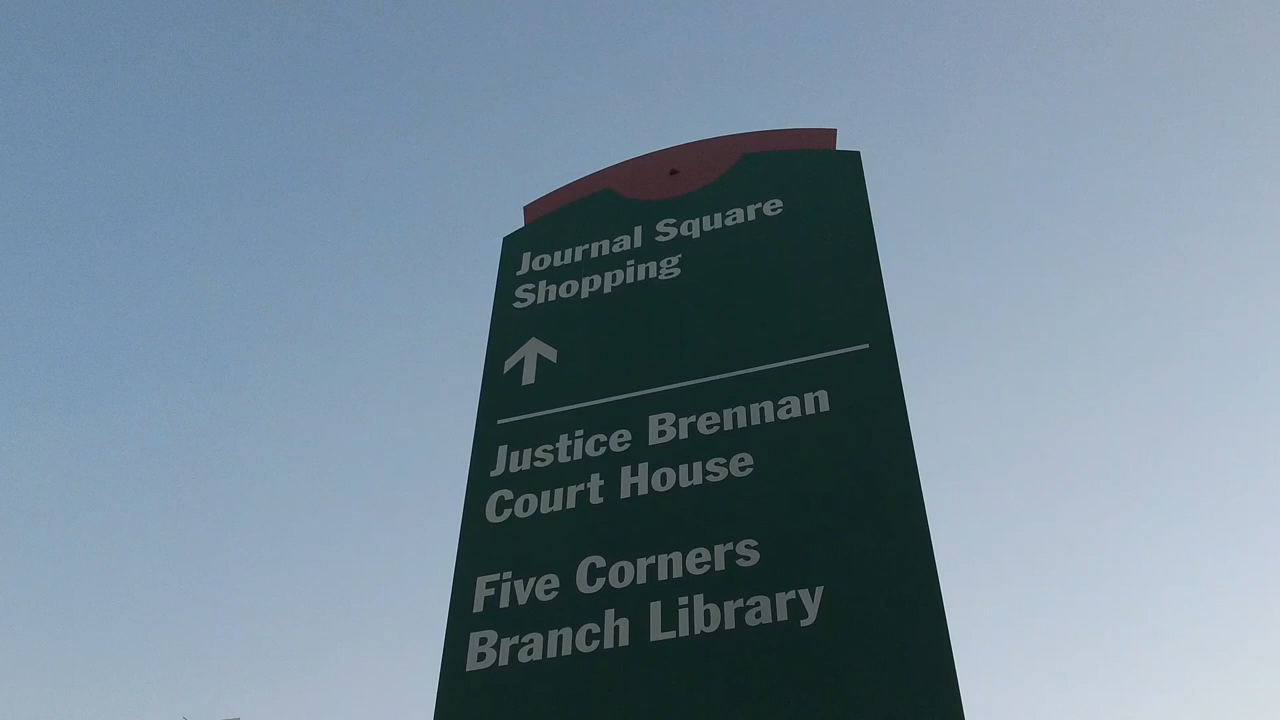 Journal Square
Shopping
Justice Brennan
Court House
Five Corners
Branch Library